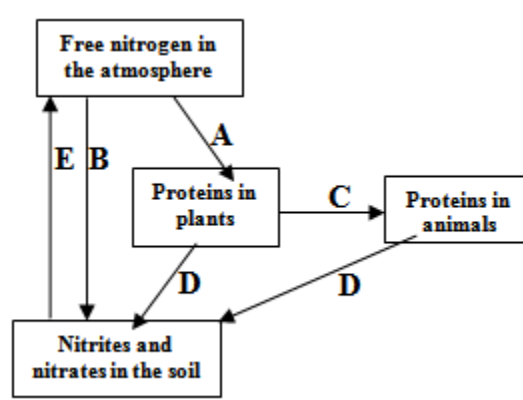 Free nitrogen in
the atmosphere
A
E B
Proteins in
plants
C
Proteins in
animals
D
D
Nitrites and
nitrates in the soil